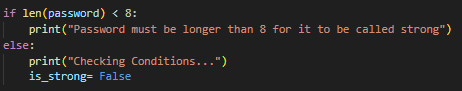 if len(password) < 8:
    print("Password must be longer than 8 for it to be called strong")
else:
    print("Checking Conditions...")
    is_strong= False